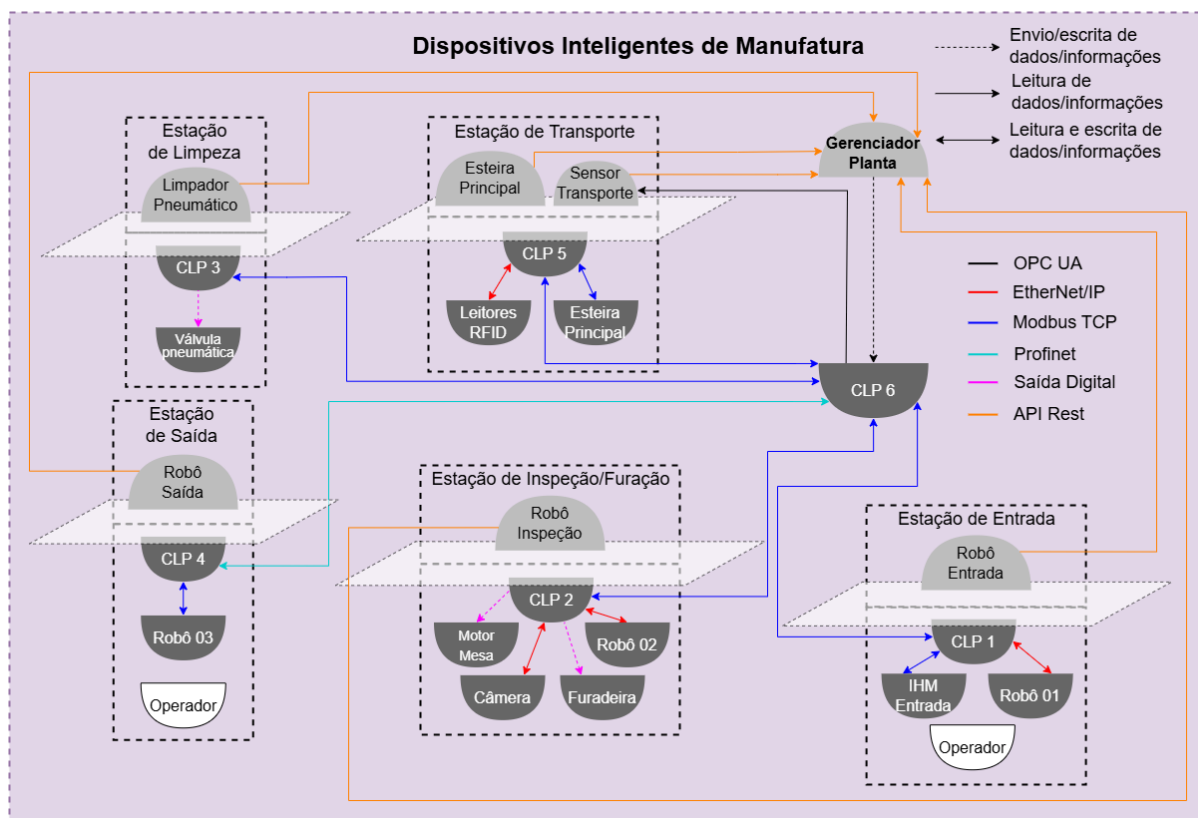 Dispositivos Inteligentes de Manufatura
Envio/escrita de
dados/informações
Leitura de
dados/informações
Leitura e escrita de
dados/informações
Estação
de Limpeza
Limpador
Pneumático
CLP 3
Válvula
pneumática
Estação de Transporte
Esteira
Principal
Sensor
Transporte
CLP 5
Leitores
RFID
Esteira
Principal
Gerenciador
Planta
CLP 6
OPC UA
EtherNet/IP
Modbus TCP
Profinet
Saída Digital
API Rest
Estação
de Saída
Robô
Saída
CLP 4
Robô 03
Operador
Estação de Inspeção/Furação
Robô
Inspeção
CLP 2
Motor
Mesa
Robô 02
Câmera
Furadeira
Estação de Entrada
Robô
Entrada
CLP 1
IHM
Entrada
Robô 01
Operador